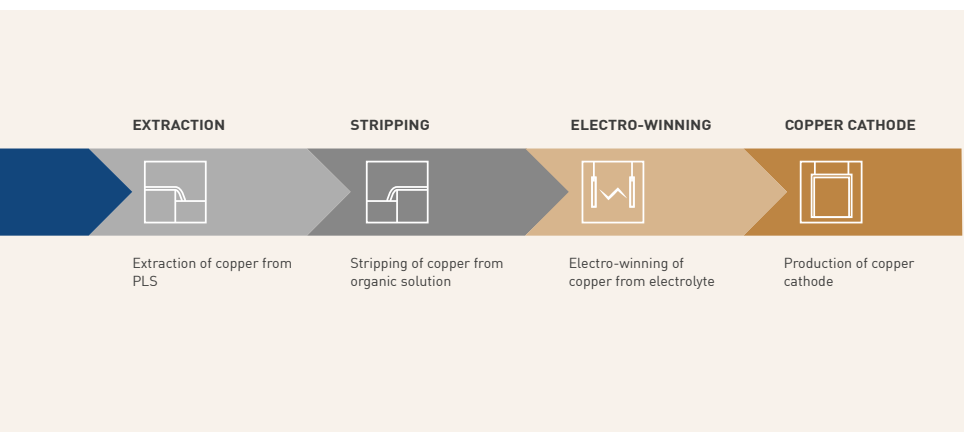 EXTRACTION
STRIPPING
ELECTRO-WINNING
COPPER CATHODE
Extraction of copper from
PLS
Stripping of copper from
organic solution
Electro-winning of
copper from electrolyte
Production of copper
cathode